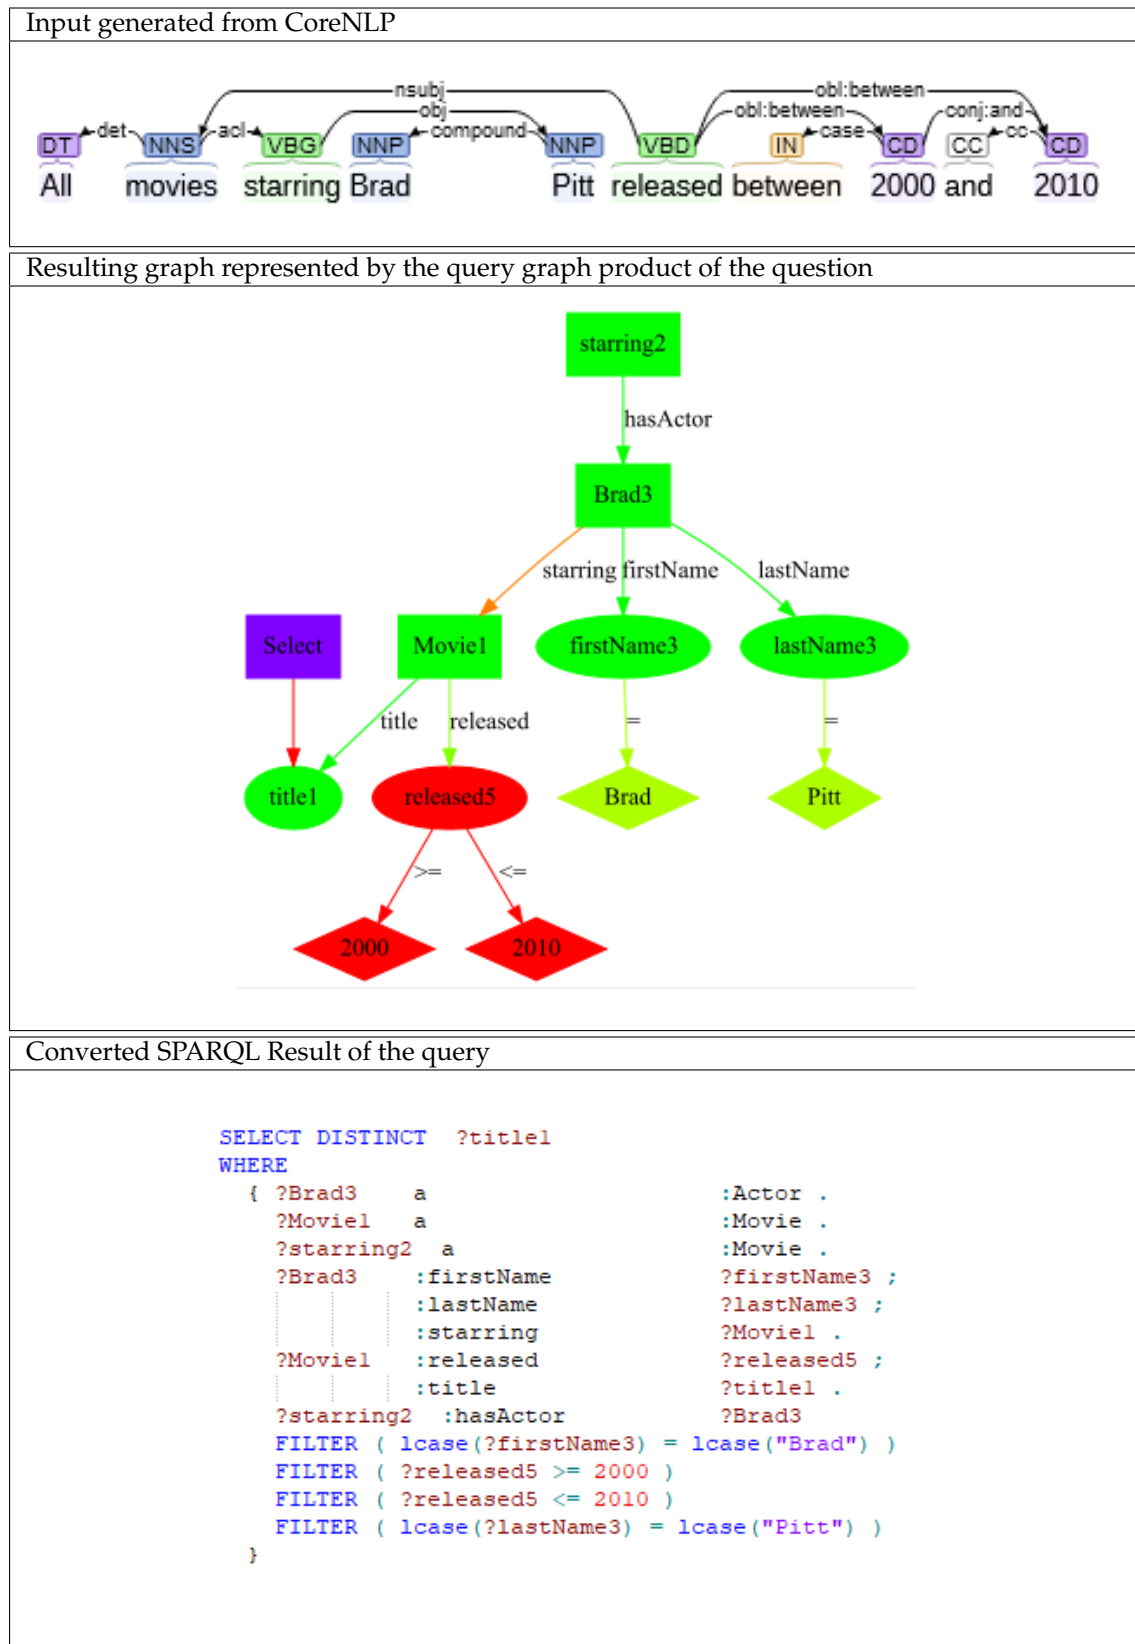 Input generated from CoreNLP
nsubj obl:between
obj obl:between
det acl compound case conj:and cc
DT NNS VBG NNP NNP VBD IN CD CC CD
All movies starring Brad Pitt released between 2000 and 2010
Resulting graph represented by the query graph product of the question
starring2
hasActor
Brad3
starring firstName lastName
Select Movie1 firstName3 lastName3
title released = =
title1 released5 Brad Pitt
>= <=
2000 2010
Converted SPARQL Result of the query
SELECT DISTINCT ?title1
WHERE
{ ?Brad3 a :Actor .
?Movie1 a :Movie .
?starring2 a :Movie .
?Brad3 :firstName ?firstName3 ;
:lastName ?lastName3 ;
:starring ?Movie1 .
?Movie1 :released ?released5 ;
:title ?title1 .
?starring2 :hasActor ?Brad3
FILTER ( lcase(?firstName3) = lcase("Brad") )
FILTER ( ?released5 >= 2000 )
FILTER ( ?released5 <= 2010 )
FILTER ( lcase(?lastName3) = lcase("Pitt") )
}